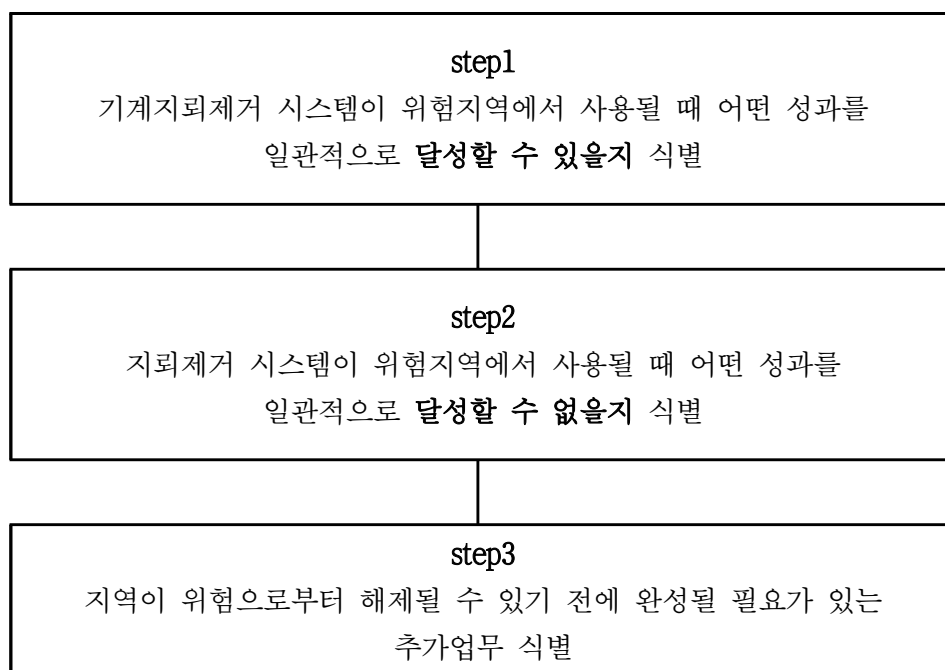 step1
기계지뢰제거 시스템이 위험지역에서 사용될 때 어떤 성과를
일관적으로 달성할 수 있을지 식별
step2
지뢰제거 시스템이 위험지역에서 사용될 때 어떤 성과를
일관적으로 달성할 수 없을지 식별
step3
지역이 위험으로부터 해제될 수 있기 전에 완성될 필요가 있는
추가업무 식별